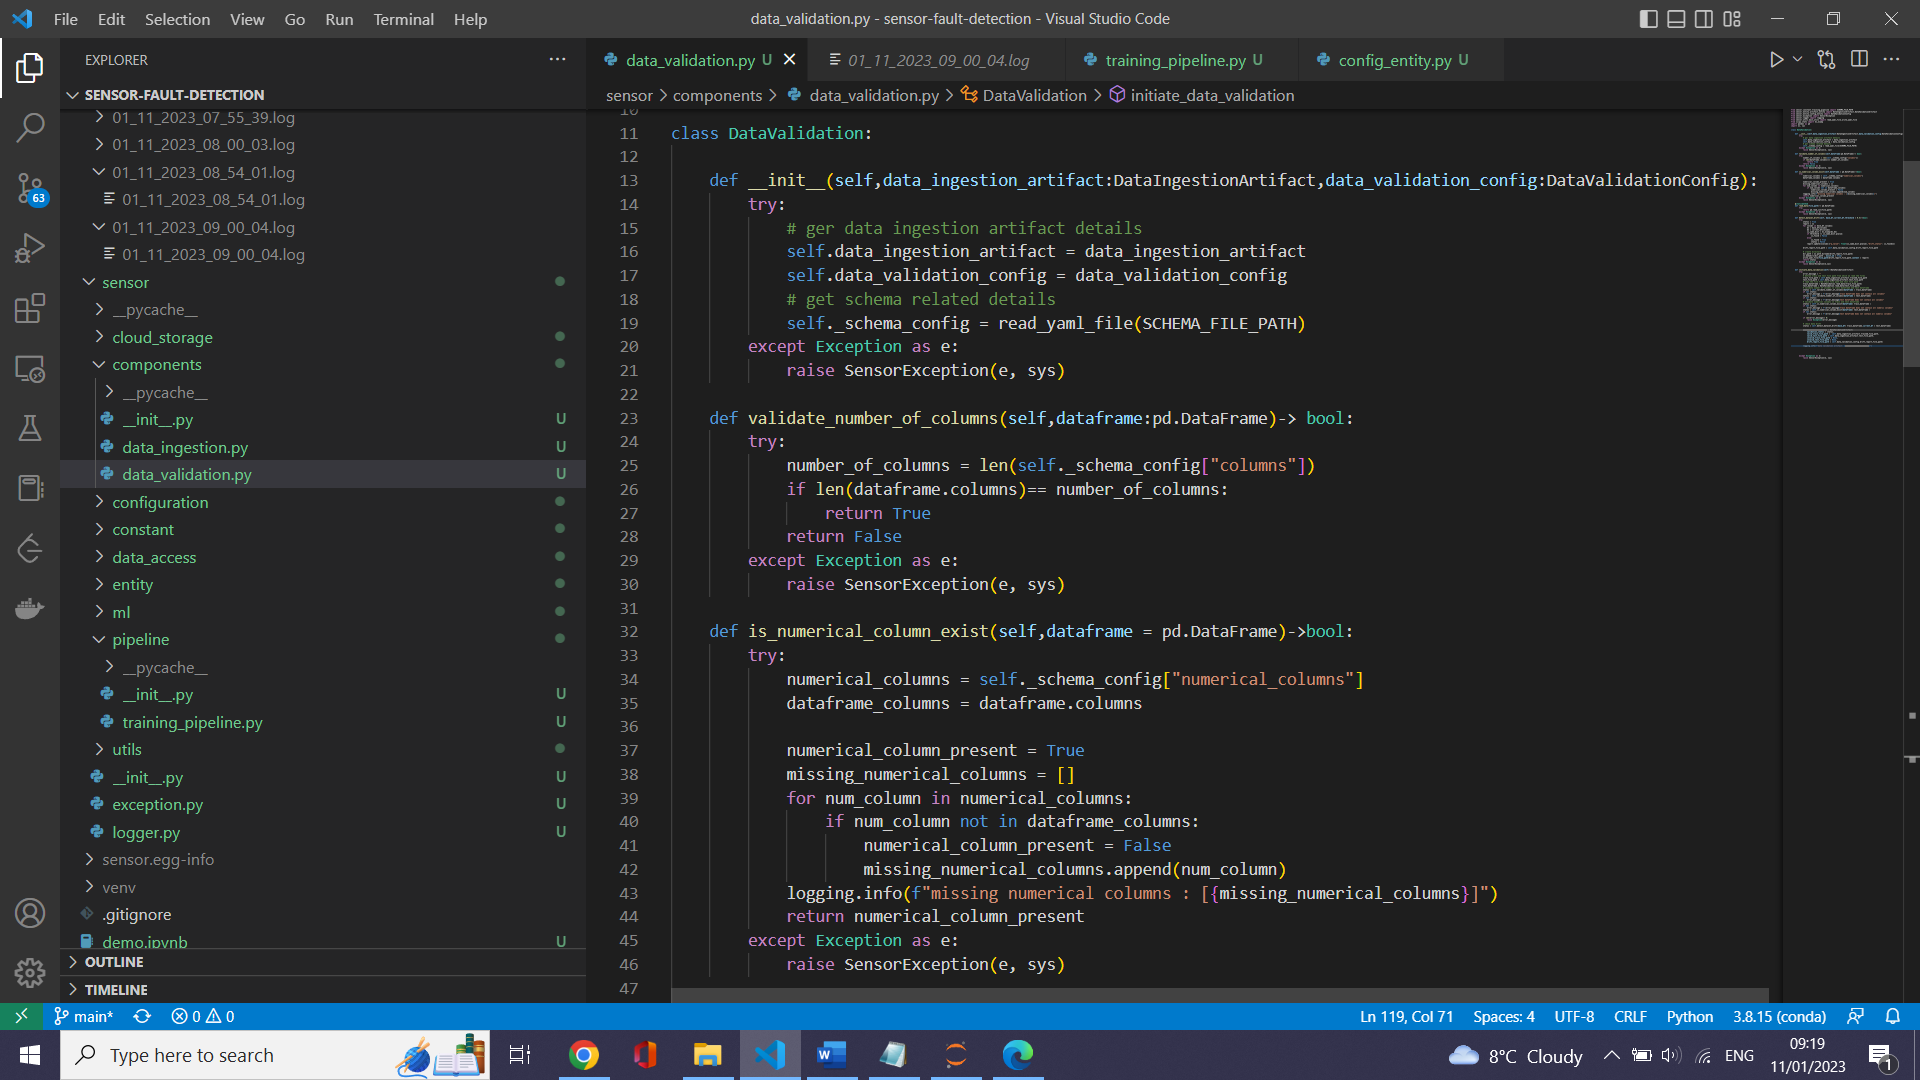 File Edit Selection View Go Run Terminal Help
data_validation.py - sensor-fault-detection - Visual Studio Code
EXPLORER
SENSOR-FAULT-DETECTION
01_11_2023_07_55_39.log
01_11_2023_08_00_03.log
01_11_2023_08_54_01.log
01_11_2023_08_54_01.log
01_11_2023_09_00_04.log
01_11_2023_09_00_04.log
sensor
__pycache__
cloud_storage
components
__pycache__
__init__.py U
data_ingestion.py U
data_validation.py U
configuration
constant
data_access
entity
ml
pipeline
__pycache__
__init__.py U
training_pipeline.py U
utils
__init__.py U
exception.py U
logger.py U
sensor.egg-info
venv
.gitignore
demo.ipynb U
OUTLINE
TIMELINE
63
data_validation.py U
01_11_2023_09_00_04.log
training_pipeline.py U
config_entity.py U
sensor > components > data_validation.py > DataValidation > initiate_data_validation
10
11 class DataValidation:
12
13 def __init__(self,data_ingestion_artifact:DataIngestionArtifact,data_validation_config:DataValidationConfig):
14 try:
15 # ger data ingestion artifact details
16 self.data_ingestion_artifact = data_ingestion_artifact
17 self.data_validation_config = data_validation_config
18 # get schema related details
19 self._schema_config = read_yaml_file(SCHEMA_FILE_PATH)
20 except Exception as e:
21 raise SensorException(e, sys)
22
23 def validate_number_of_columns(self,dataframe:pd.DataFrame)-> bool:
24 try:
25 number_of_columns = len(self._schema_config["columns"])
26 if len(dataframe.columns)== number_of_columns:
27 return True
28 return False
29 except Exception as e:
30 raise SensorException(e, sys)
31
32 def is_numerical_column_exist(self,dataframe = pd.DataFrame)->bool:
33 try:
34 numerical_columns = self._schema_config["numerical_columns"]
35 dataframe_columns = dataframe.columns
36
37 numerical_column_present = True
38 missing_numerical_columns = []
39 for num_column in numerical_columns:
40 if num_column not in dataframe_columns:
41 numerical_column_present = False
42 missing_numerical_columns.append(num_column)
43 logging.info(f"missing numerical columns : [{missing_numerical_columns}]")
44 return numerical_column_present
45 except Exception as e:
46 raise SensorException(e, sys)
47
main* 0 0
Ln 119, Col 71 Spaces: 4 UTF-8 CRLF Python 3.8.15 (conda)
Type here to search
8°C Cloudy
ENG
09:19
11/01/2023
1